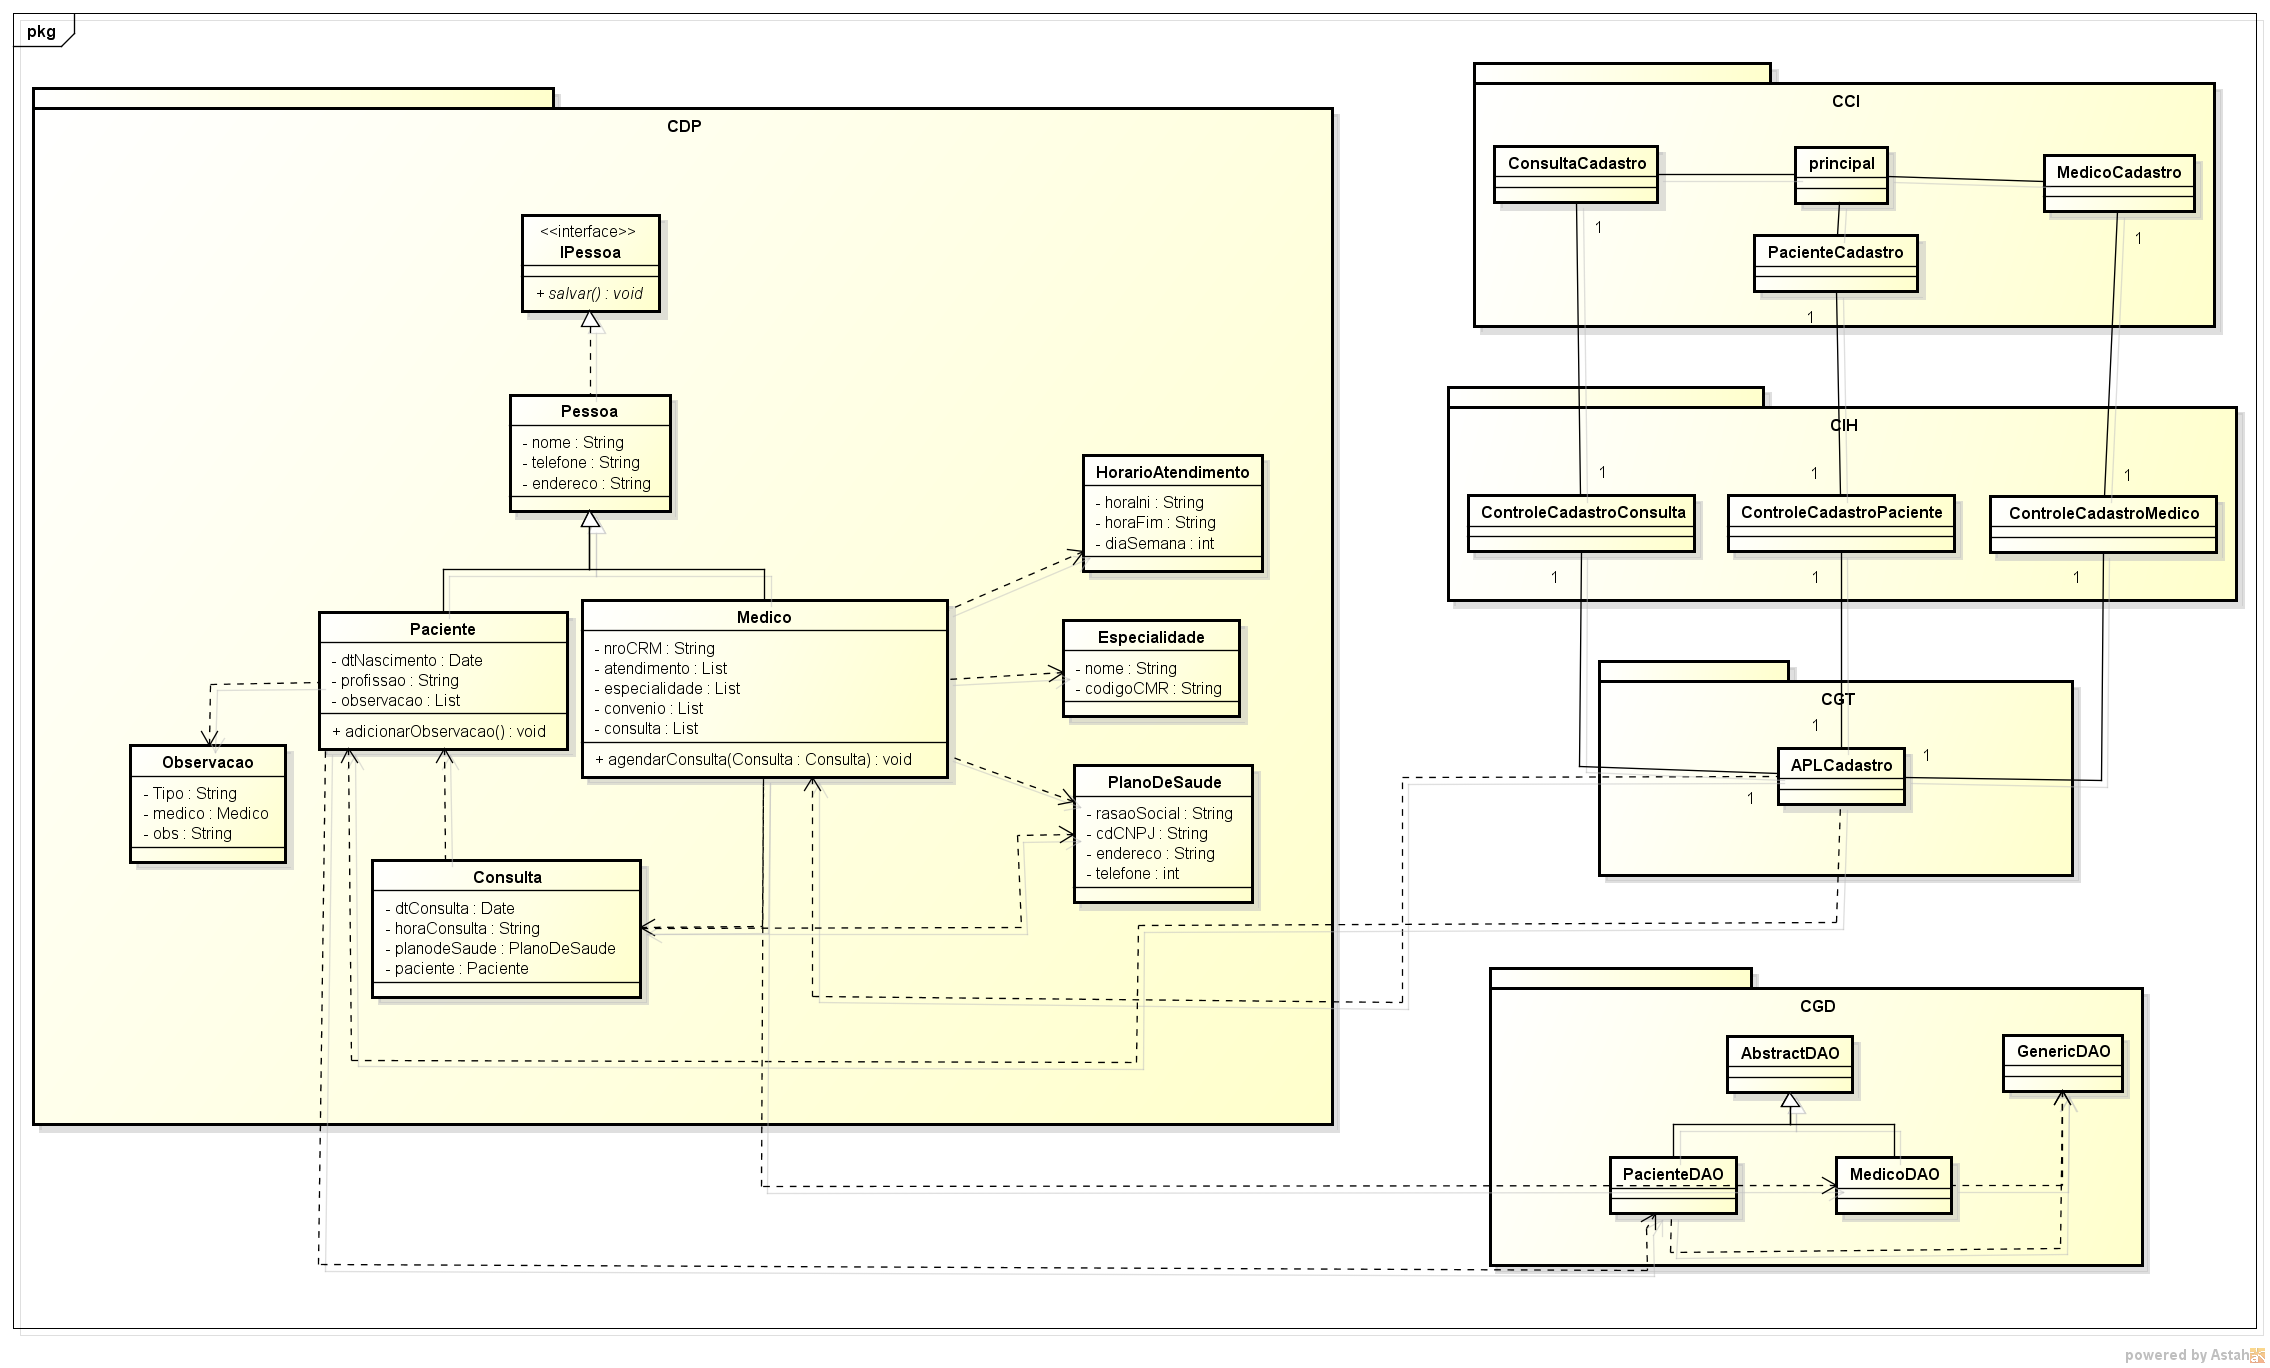 pkg
CDP
<<interface>>
IPessoa
+ salvar() : void
Pessoa
- nome : String
- telefone : String
- endereco : String
HorarioAtendimento
- horaIni : String
- horaFim : String
- diaSemana : int
Paciente
- dtNascimento : Date
- profissao : String
- observacao : List
+ adicionarObservacao() : void
Medico
- nroCRM : String
- atendimento : List
- especialidade : List
- convenio : List
- consulta : List
+ agendarConsulta(Consulta : Consulta) : void
Especialidade
- nome : String
- codigoCMR : String
Observacao
- Tipo : String
- medico : Medico
- obs : String
PlanoDeSaude
- rasaoSocial : String
- cdCNPJ : String
- endereco : String
- telefone : int
Consulta
- dtConsulta : Date
- horaConsulta : String
- planodeSaude : PlanoDeSaude
- paciente : Paciente
CCI
ConsultaCadastro
principal
MedicoCadastro
1
1
PacienteCadastro
1
CIH
1
1
1
ControleCadastroConsulta
ControleCadastroPaciente
ControleCadastroMedico
1
1
1
CGT
1
1
APLCadastro
1
CGD
AbstractDAO
GenericDAO
PacienteDAO
MedicoDAO
powered by Astah